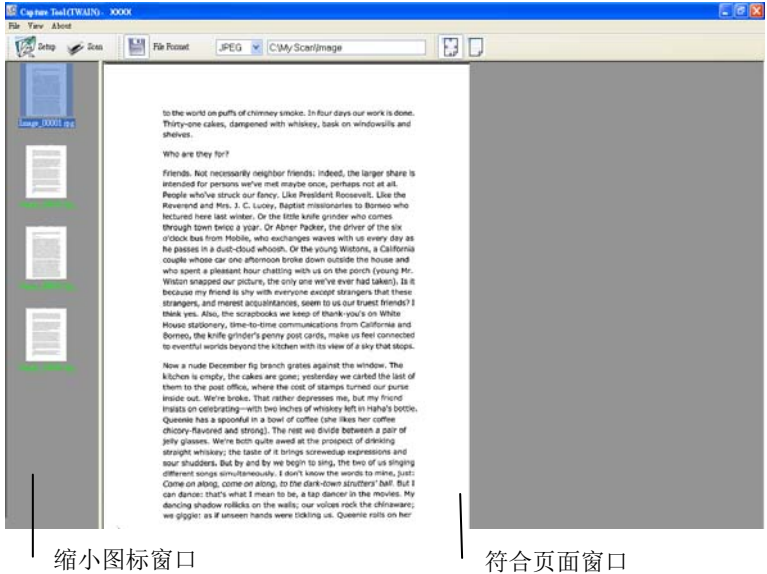 Capture Tool(TWAIN)- XXXX
File View About
Setup Scan File Format JPEG C:\My Scan\Image
Image_00001.jpg
to the world on puffs of chimney smoke. In four days our work is done.
Thirty-one cakes, dampened with whiskey, bask on windowsills and
shelves.
Who are they for?
Friends. Not necessarily neighbor friends: indeed, the larger share is
intended for persons we've met maybe once, perhaps not at all.
People who've struck our fancy. Like President Roosevelt. Like the
Reverend and Mrs. J. C. Lucey, Baptist missionaries to Borneo who
lectured here last winter. Or the little knife grinder who comes
through town twice a year. Or Abner Packer, the driver of the six
o'clock bus from Mobile, who exchanges waves with us every day as
he passes in a dust-cloud whoosh. Or the young Wistons, a California
couple whose car one afternoon broke down outside the house and
who spent a pleasant hour chatting with us on the porch (young Mr.
Wiston snapped our picture, the only one we've ever had taken). Is it
because my friend is shy with everyone except strangers that these
strangers, and merest acquaintances, seem to us our truest friends? I
think yes. Also, the scrapbooks we keep of thank-you's on White
House stationery, time-to-time communications from California and
Borneo, the knife grinder's penny post cards, make us feel connected
to eventful worlds beyond the kitchen with its view of a sky that stops.
Now a nude December fig branch grates against the window. The
kitchen is empty, the cakes are gone; yesterday we carted the last of
them to the post office, where the cost of stamps turned our purse
inside out. We're broke. That rather depresses me, but my friend
insists on celebrating—with two inches of whiskey left in Haha's bottle.
Queenie has a spoonful in a bowl of coffee (she likes her coffee
chicory-flavored and strong). The rest we divide between a pair of
jelly glasses. We're both quite awed at the prospect of drinking
straight whiskey; the taste of it brings screwedup expressions and
sour shudders. But by and by we begin to sing, the two of us singing
different songs simultaneously. I don't know the words to mine, just:
Come on along, come on along, to the dark-town strutters' ball. But I
can dance: that's what I mean to be, a tap dancer in the movies. My
dancing shadow rollicks on the walls; our voices rock the chinaware;
we giggle: as if unseen hands were tickling us. Queenie rolls on her
缩小图标窗口
符合页面窗口